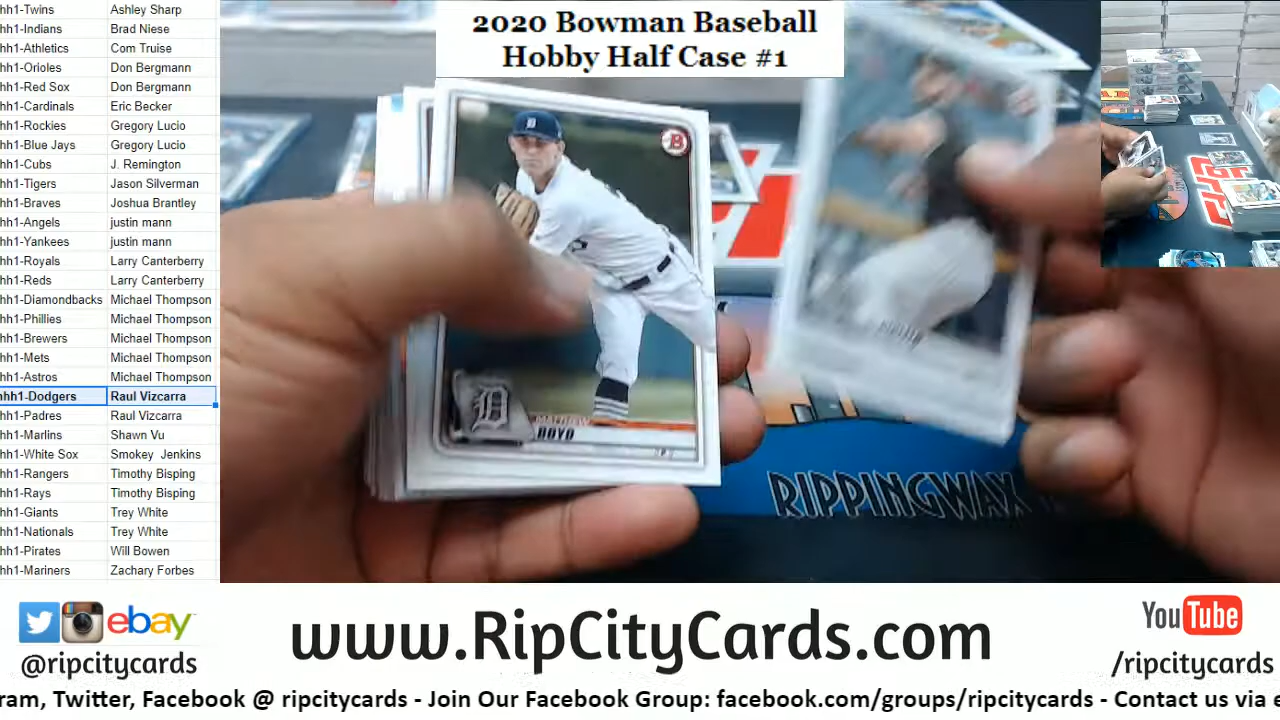 2020 Bowman Baseball
Hobby Half Case #1
hh1-Twins Ashley Sharp
hh1-Indians Brad Niese
hh1-Athletics Com Truise
hh1-Orioles Don Bergmann
hh1-Red Sox Don Bergmann
hh1-Cardinals Eric Becker
hh1-Rockies Gregory Lucio
hh1-Blue Jays Gregory Lucio
hh1-Cubs J. Remington
hh1-Tigers Jason Silverman
hh1-Braves Joshua Brantley
hh1-Angels justin mann
hh1-Yankees justin mann
hh1-Royals Larry Canterberry
hh1-Reds Larry Canterberry
hh1-Diamondbacks Michael Thompson
hh1-Phillies Michael Thompson
hh1-Brewers Michael Thompson
hh1-Mets Michael Thompson
hh1-Astros Michael Thompson
hh1-Dodgers Raul Vizcarra
hh1-Padres Raul Vizcarra
hh1-Marlins Shawn Vu
hh1-White Sox Smokey Jenkins
hh1-Rangers Timothy Bisping
hh1-Rays Timothy Bisping
hh1-Giants Trey White
hh1-Nationals Trey White
hh1-Pirates Will Bowen
hh1-Mariners Zachary Forbes
D
B
D
MATTHEW
BOYD
RIPPINGWAX
ebay
@ripcitycards
www.RipCityCards.com
YouTube
/ripcitycards
ram, Twitter, Facebook @ ripcitycards - Join Our Facebook Group: facebook.com/groups/ripcitycards - Contact us via e